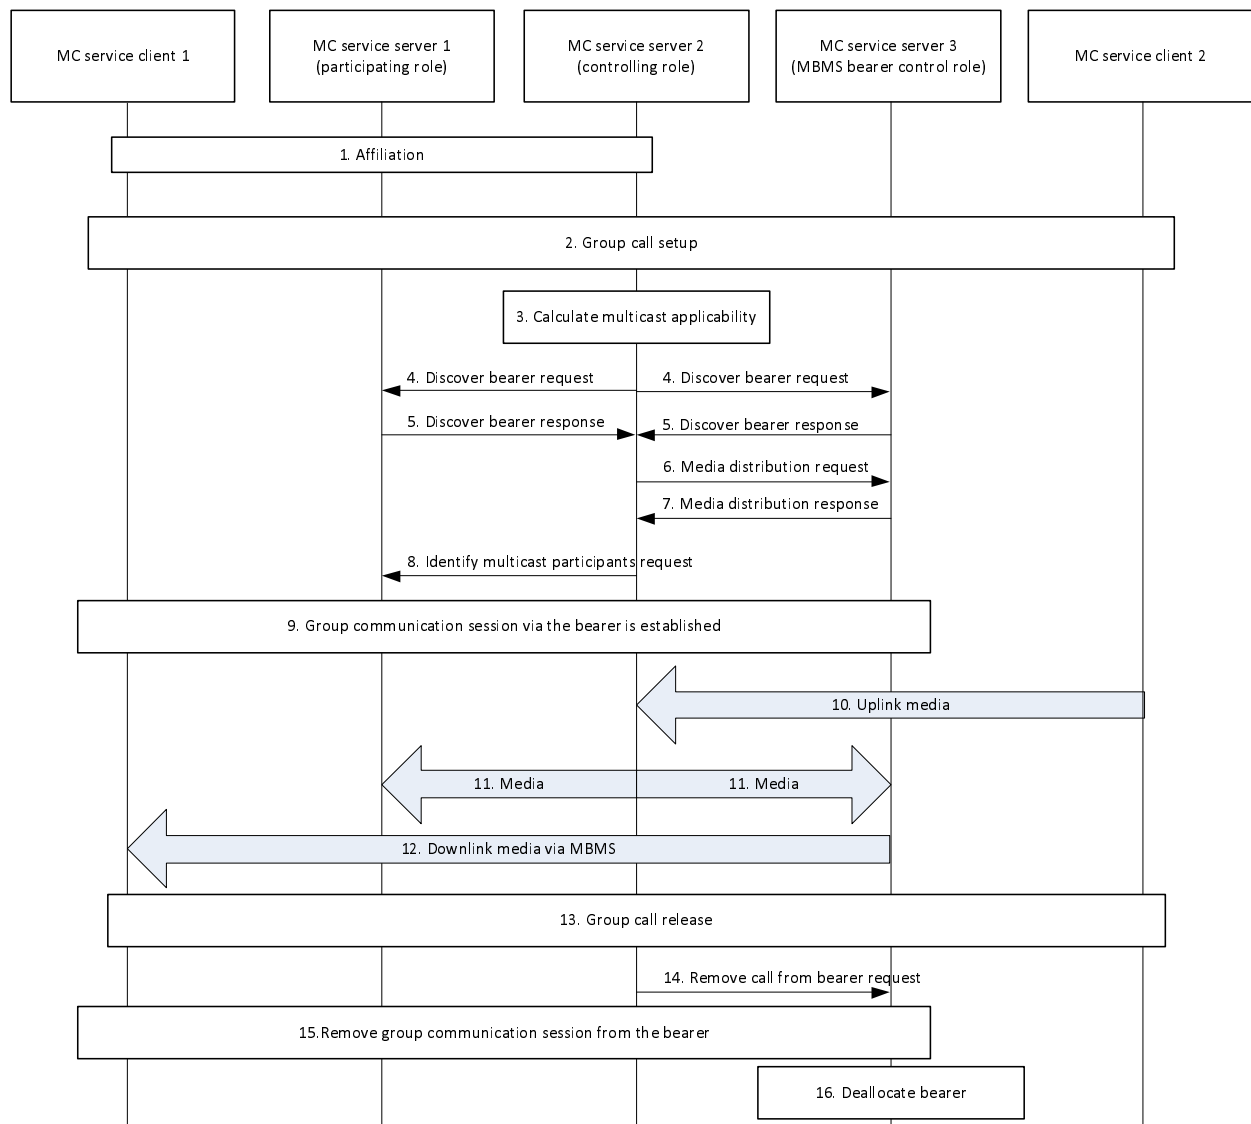 MC service client 1
MC service server 1
(participating role)
MC service server 2
(controlling role)
MC service server 3
(MBMS bearer control role)
MC service client 2
1. Affiliation
2. Group call setup
3. Calculate multicast applicability
4. Discover bearer request
4. Discover bearer request
5. Discover bearer response
5. Discover bearer response
6. Media distribution request
7. Media distribution response
8. Identify multicast participants request
9. Group communication session via the bearer is established
10. Uplink media
11. Media
11. Media
12. Downlink media via MBMS
13. Group call release
14. Remove call from bearer request
15.Remove group communication session from the bearer
16. Deallocate bearer